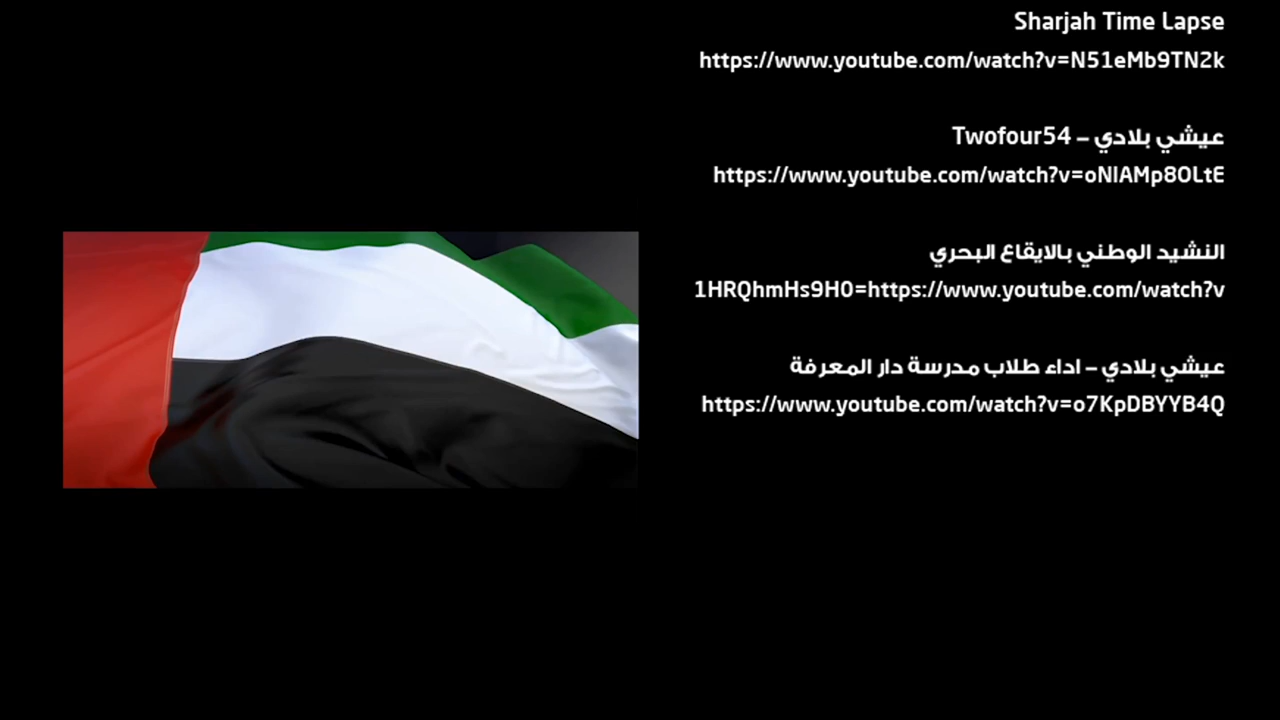 Sharjah Time Lapse
https://www.youtube.com/watch?v=N51eMb9TN2k
عيشي بلادي – Twofour54
https://www.youtube.com/watch?v=oNIAMp8OLtE
النشيد الوطني بالايقاع البحري
1HRQhmHs9H0=https://www.youtube.com/watch?v
عيشي بلادي – اداء طلاب مدرسة دار المعرفة
https://www.youtube.com/watch?v=o7KpDBYYB4Q